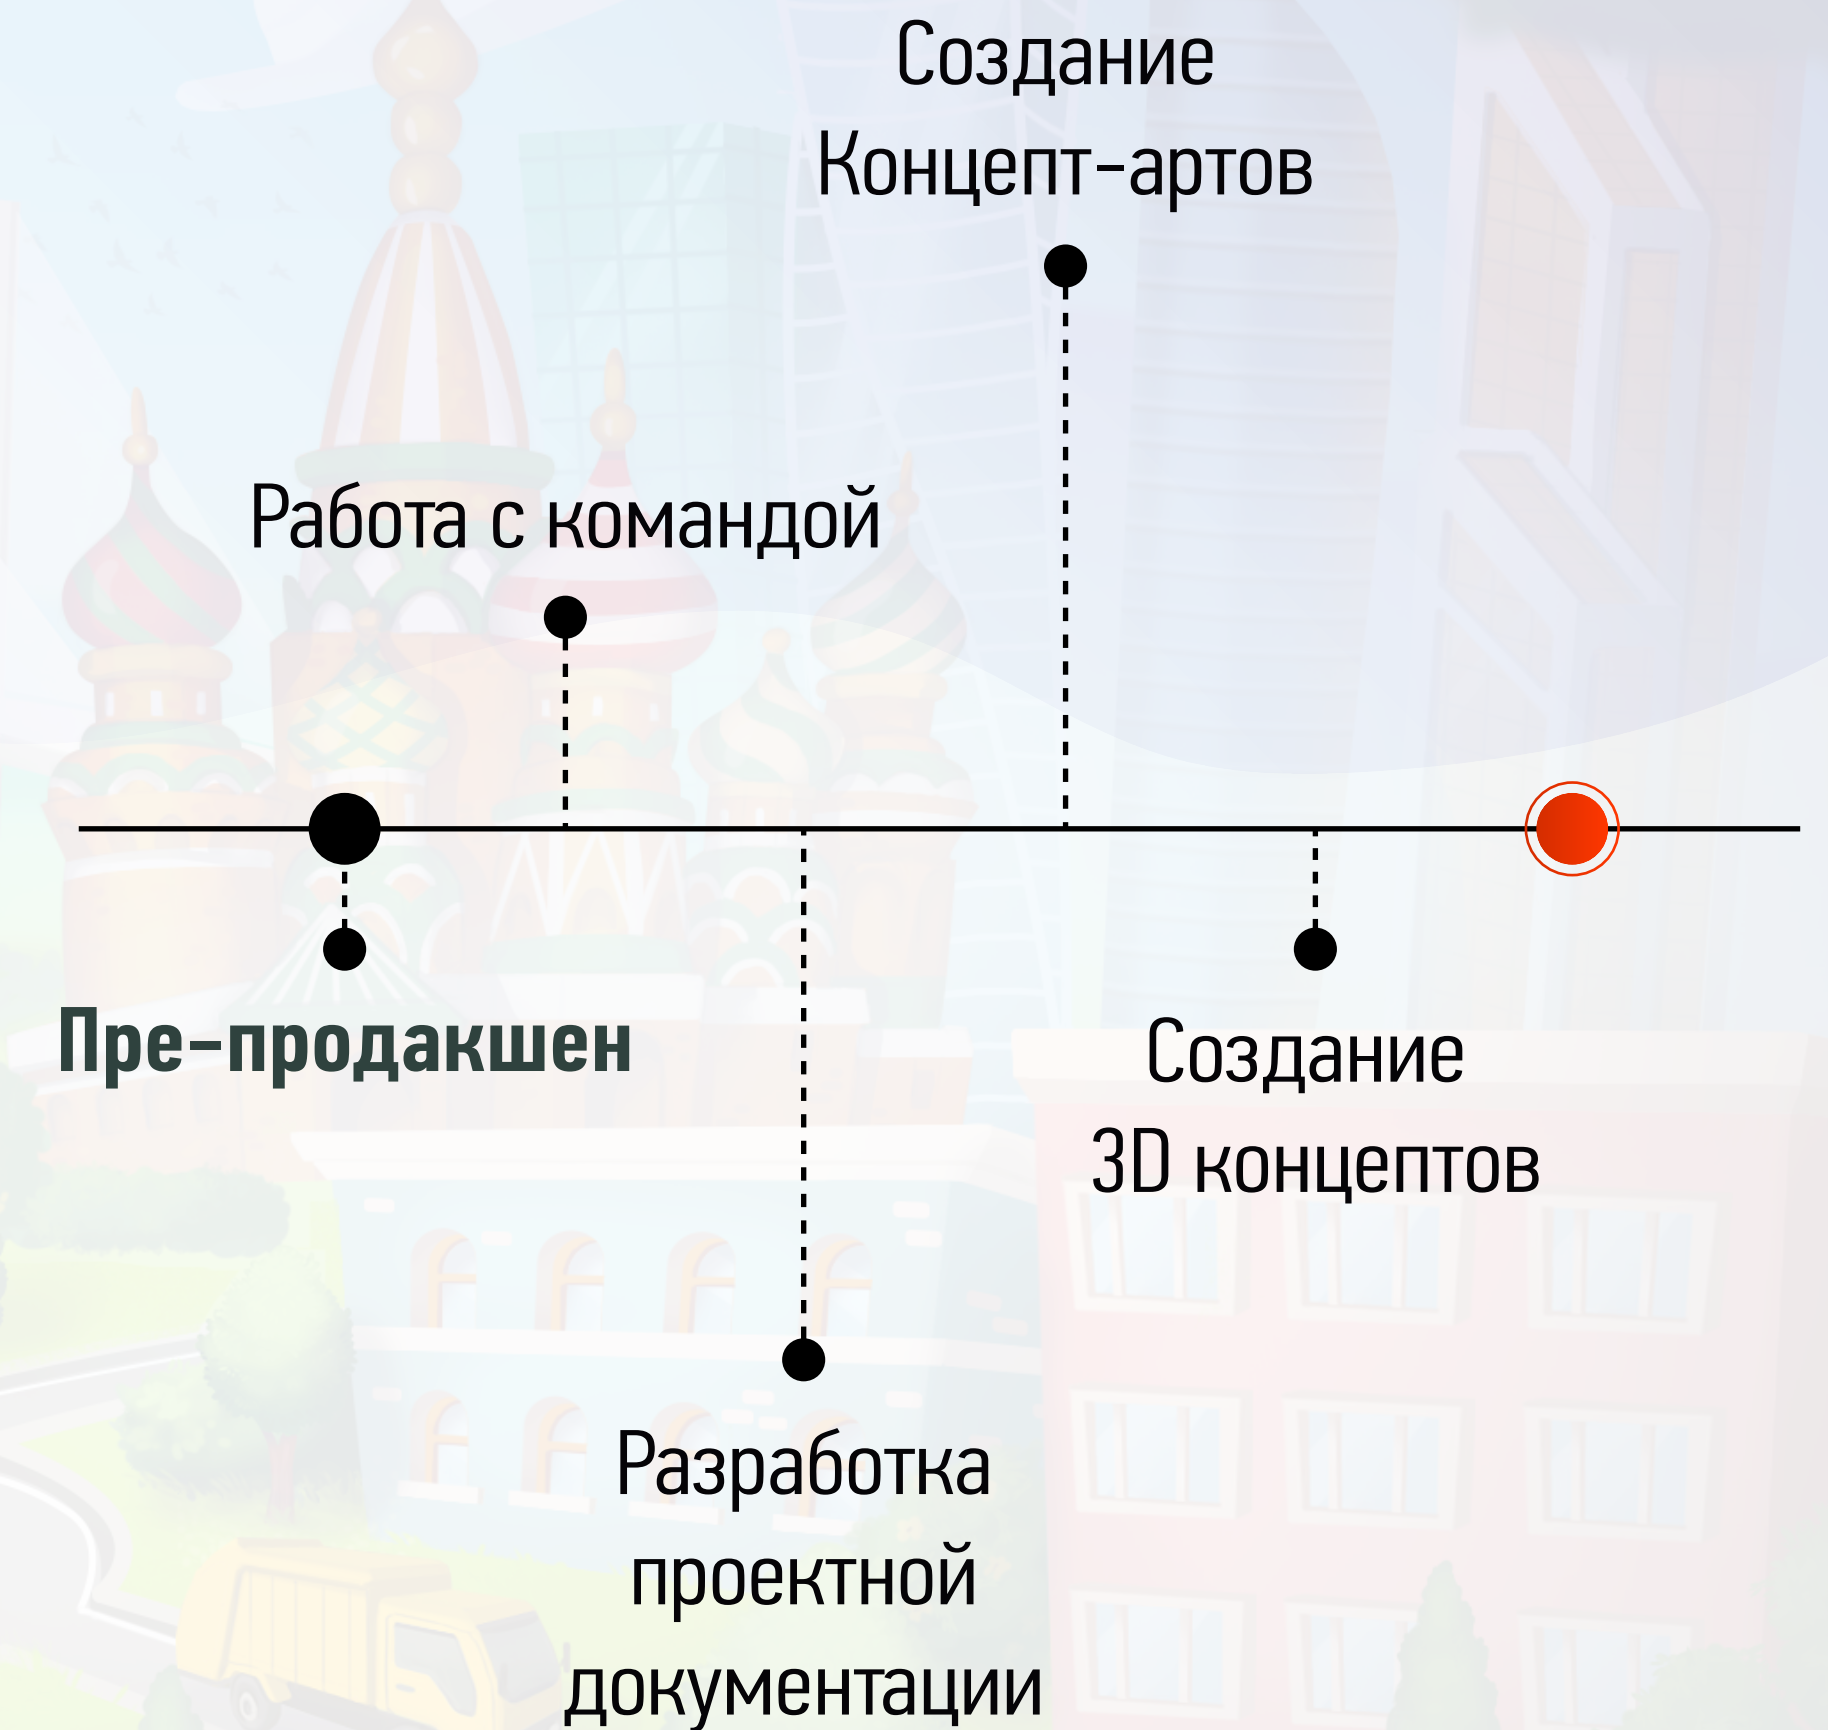 Создание
Концепт-артов
Работа с командой
Пре-продакшен
Создание
3D концептов
Разработка
проектной
документации